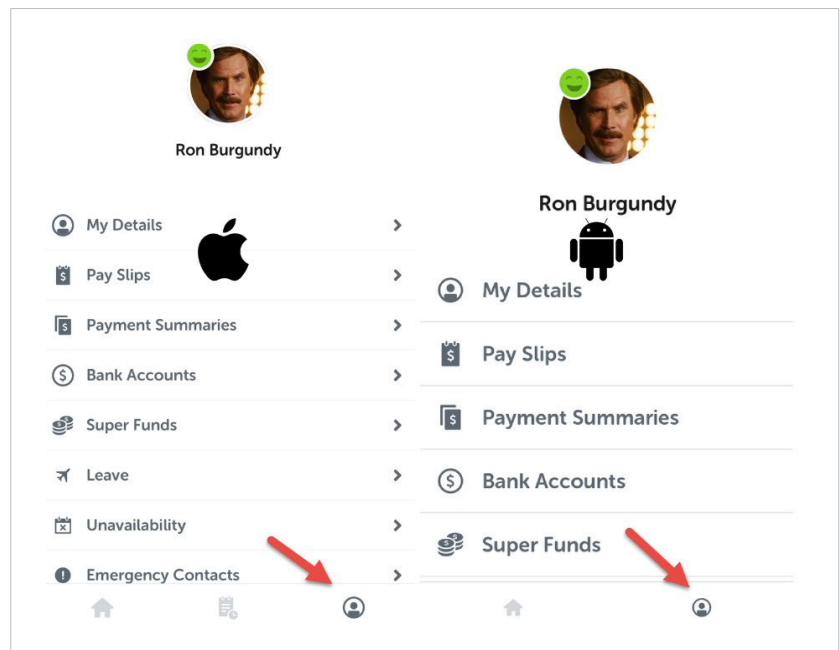 Ron Burgundy
My Details
Pay Slips
Payment Summaries
Bank Accounts
Super Funds
Leave
Unavailability
Emergency Contacts
Ron Burgundy
My Details
Pay Slips
Payment Summaries
Bank Accounts
Super Funds